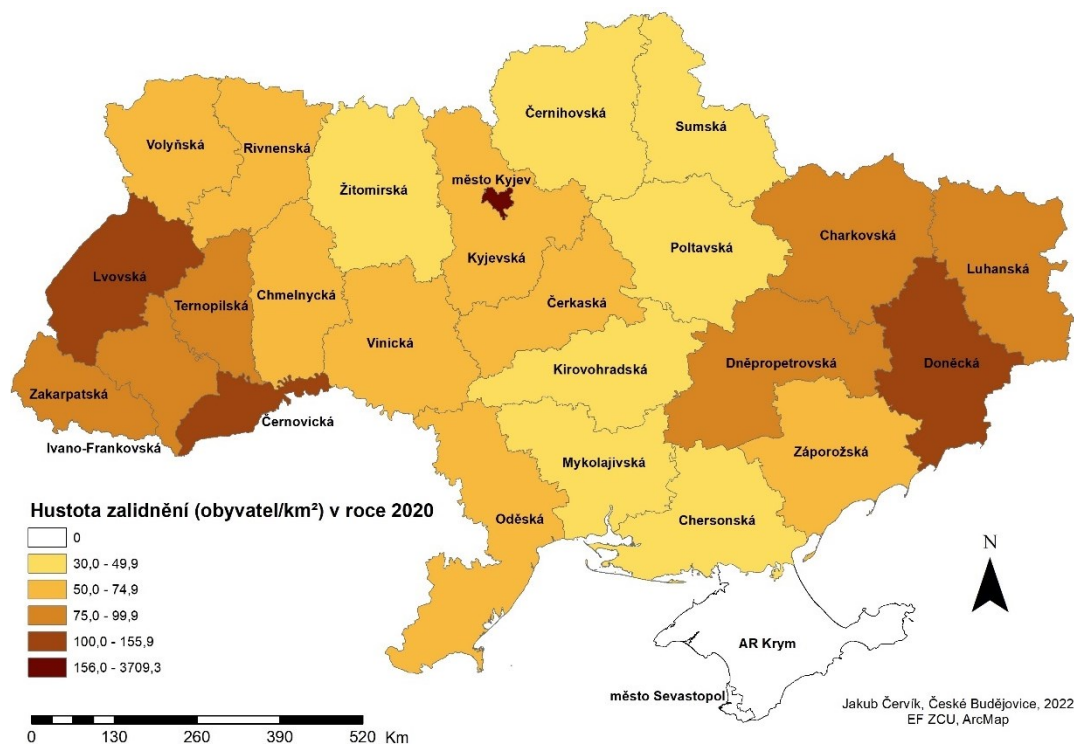 Černihovská
Sumská
Volyňská
Rivnenská
Žitomirská
město Kyjev
Kyjevská
Poltavská
Charkovská
Luhanská
Lvovská
Ternopilská
Chmelnycká
Čerkaská
Vinická
Kirovohradská
Dněpropetrovská
Doněcká
Zakarpatská
Černovická
Ivano-Frankovská
Mykolajivská
Záporožská
Oděská
Chersonská
Hustota zalidnění (obyvatel/km²) v roce 2020
0
30,0 - 49,9
50,0 - 74,9
75,0 - 99,9
100,0 - 155,9
156,0 - 3709,3
N
AR Krym
město Sevastopol
0 130 260 390 520 Km
Jakub Červík, České Budějovice, 2022
EF ZCU, ArcMap